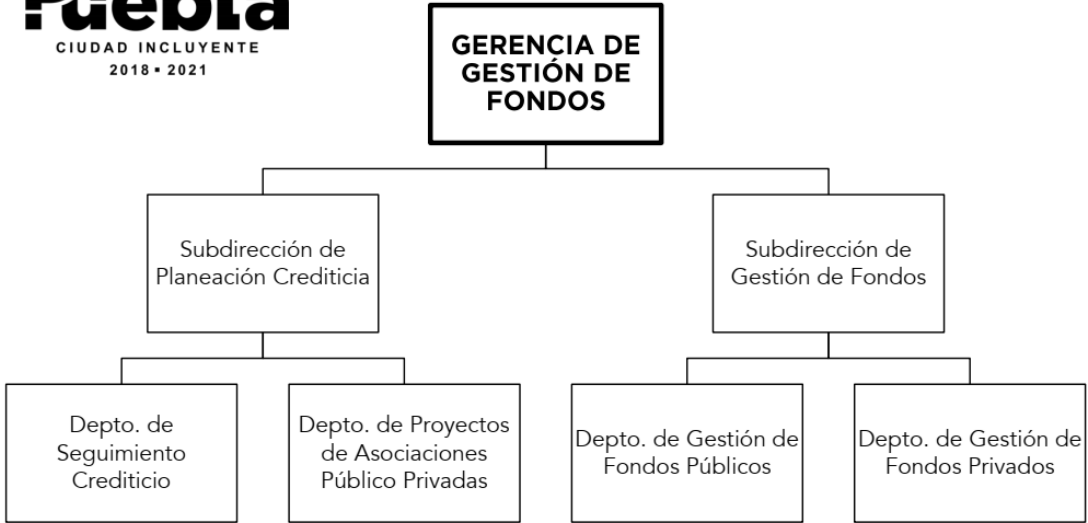 Puebla
CIUDAD INCLUYENTE
2018 ▪ 2021
GERENCIA DE
GESTIÓN DE
FONDOS
Subdirección de
Planeación Crediticia
Subdirección de
Gestión de Fondos
Depto. de
Seguimiento
Crediticio
Depto. de Proyectos
de Asociaciones
Público Privadas
Depto. de Gestión de
Fondos Públicos
Depto. de Gestión de
Fondos Privados